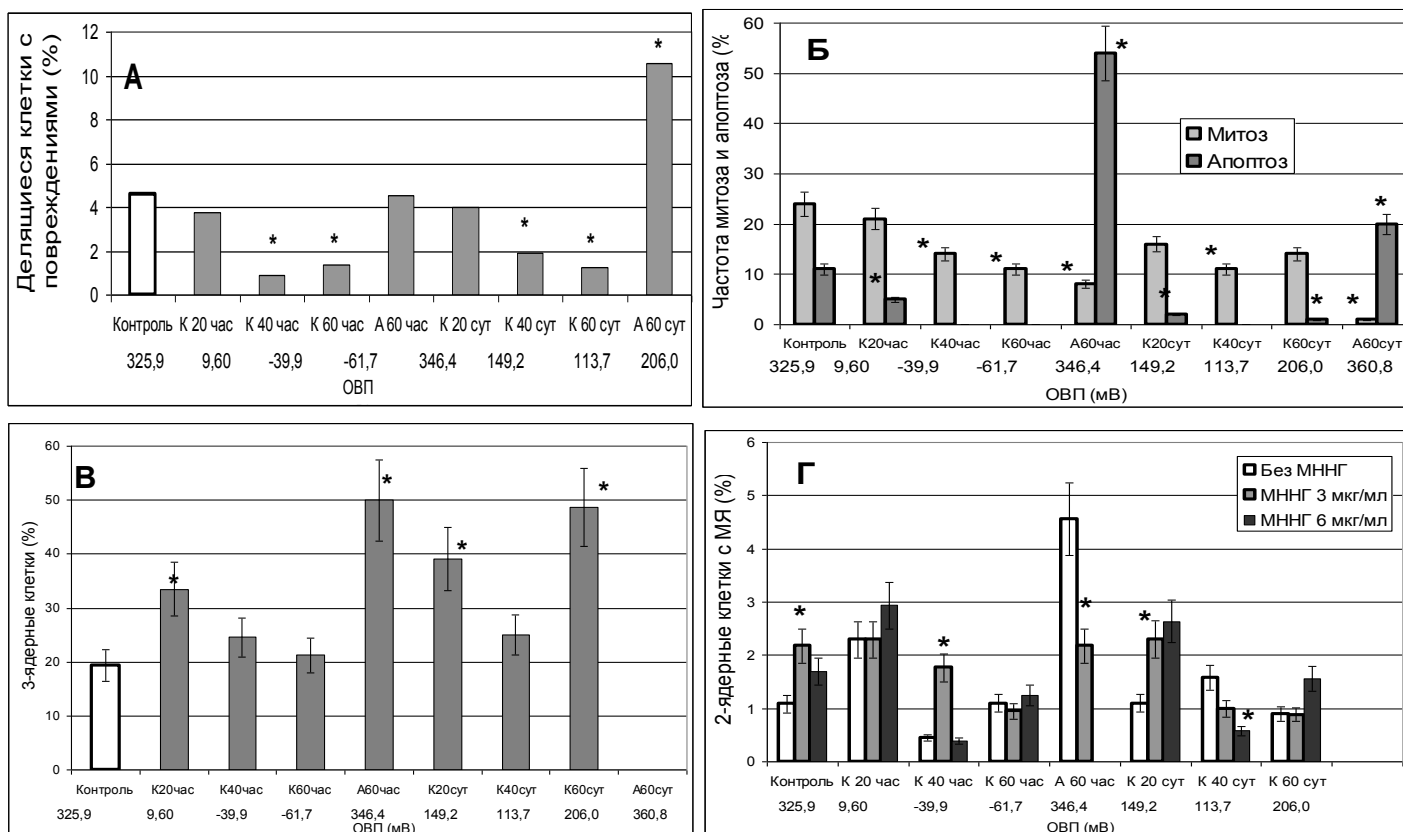 Делящиеся клетки с
повреждениями (%)
А
12
10
8
6
4
2
0
*
*
*
*
*
Контроль К 20 час К 40 час К 60 час А 60 час К 20 сут К 40 сут К 60 сут А 60 сут
325,9 9,60 -39,9 -61,7 346,4 149,2 113,7 206,0
ОВП
Частота митоза и апоптоза (%
Б
60
50
40
30
20
10
0
Митоз
Апоптоз
*
*
*
*
*
*
*
*
*
*
Контроль К20час К40час К60час А60час К20сут К40сут К60сут А60сут
325,9 9,60 -39,9 -61,7 346,4 149,2 113,7 206,0 360,8
ОВП (мВ)
3-ядерные клетки (%)
В
60
50
40
30
20
10
0
*
*
*
*
Контроль К20час К40час К60час А60час К20сут К40сут К60сут А60сут
325,9 9,60 -39,9 -61,7 346,4 149,2 113,7 206,0 360,8
ОВП (мВ)
2-ядерные клетки с МЯ (%)
Г
6
5
4
3
2
1
0
Без МННГ
МННГ 3 мкг/мл
МННГ 6 мкг/мл
*
*
*
*
*
Контроль К 20 час К 40 час К 60 час А 60 час К 20 сут К 40 сут К 60 сут
325,9 9,60 -39,9 -61,7 346,4 149,2 113,7 206,0
ОВП (мВ)